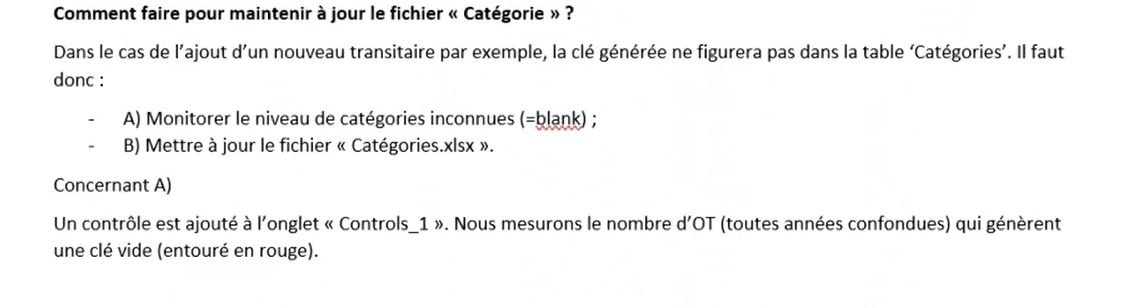 Comment faire pour maintenir à jour le fichier « Catégorie » ?
Dans le cas de l’ajout d’un nouveau transitaire par exemple, la clé générée ne figurera pas dans la table ‘Catégories’. Il faut
donc :
- A) Monitorer le niveau de catégories inconnues (=blank) ;
- B) Mettre à jour le fichier « Catégories.xlsx ».
Concernant A)
Un contrôle est ajouté à l’onglet « Controls_1 ». Nous mesurons le nombre d’OT (toutes années confondues) qui génèrent
une clé vide (entouré en rouge).